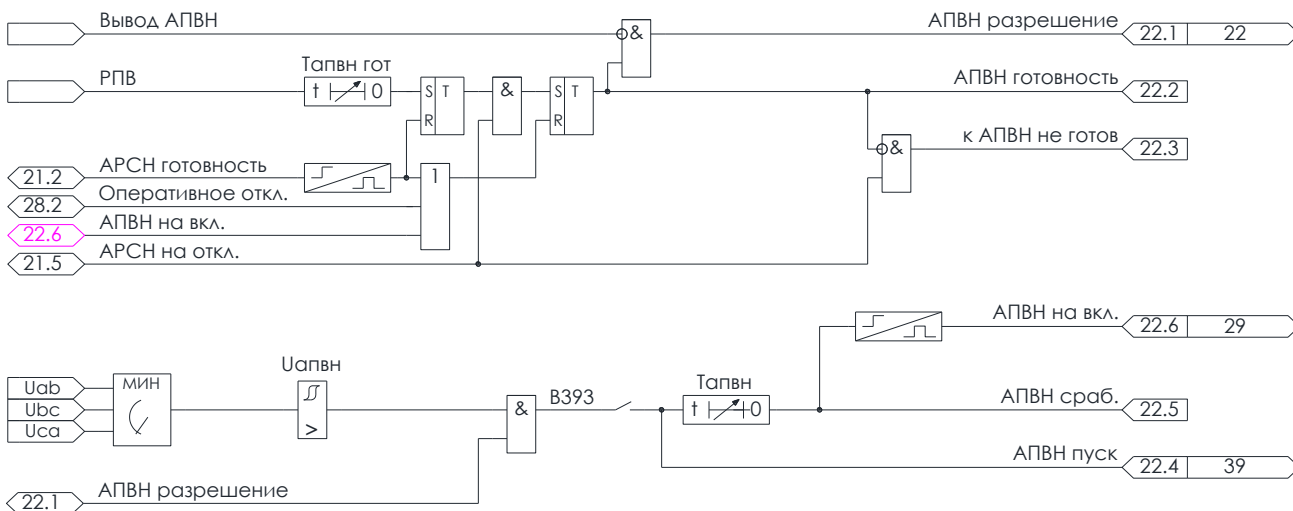 Вывод АПВН
&
АПВН разрешение
22.1 22
РПВ
Тапвн гот
t 0
S T
R
&
S T
R
АПВН готовность
22.2
&
к АПВН не готов
22.3
21.2
АРСН готовность
1
28.2
Оперативное откл.
22.6
АПВН на вкл.
21.5
АРСН на откл.
АПВН на вкл.
22.6 29
Uab
Ubc
Uca
МИН
Uапвн
>
&
В393
Тапвн
t 0
АПВН сраб.
22.5
АПВН пуск
22.4 39
22.1
АПВН разрешение